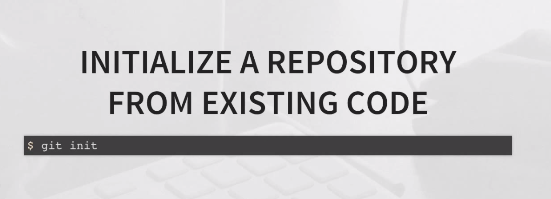 INITIALIZE A REPOSITORY
FROM EXISTING CODE
$ git init